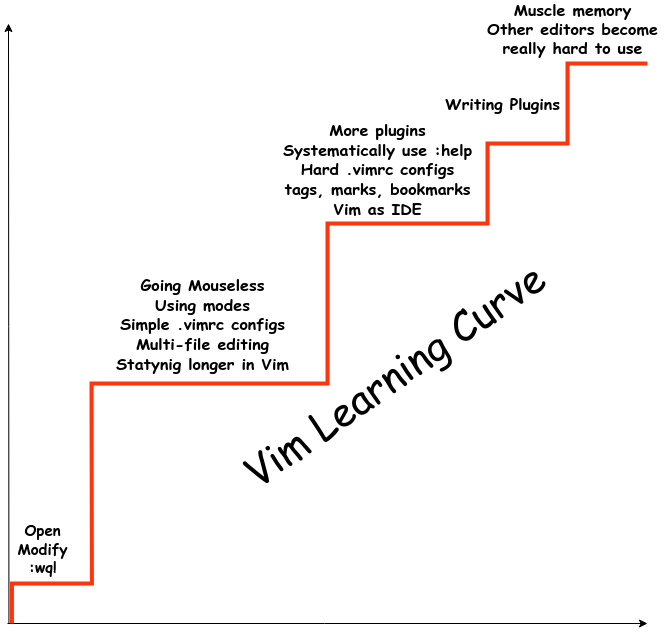 Muscle memory
Other editors become
really hard to use
Writing Plugins
More plugins
Systematically use :help
Hard .vimrc configs
tags, marks, bookmarks
Vim as IDE
Going Mouseless
Using modes
Simple .vimrc configs
Multi-file editing
Statynig longer in Vim
Vim Learning Curve
Open
Modify
:wq!